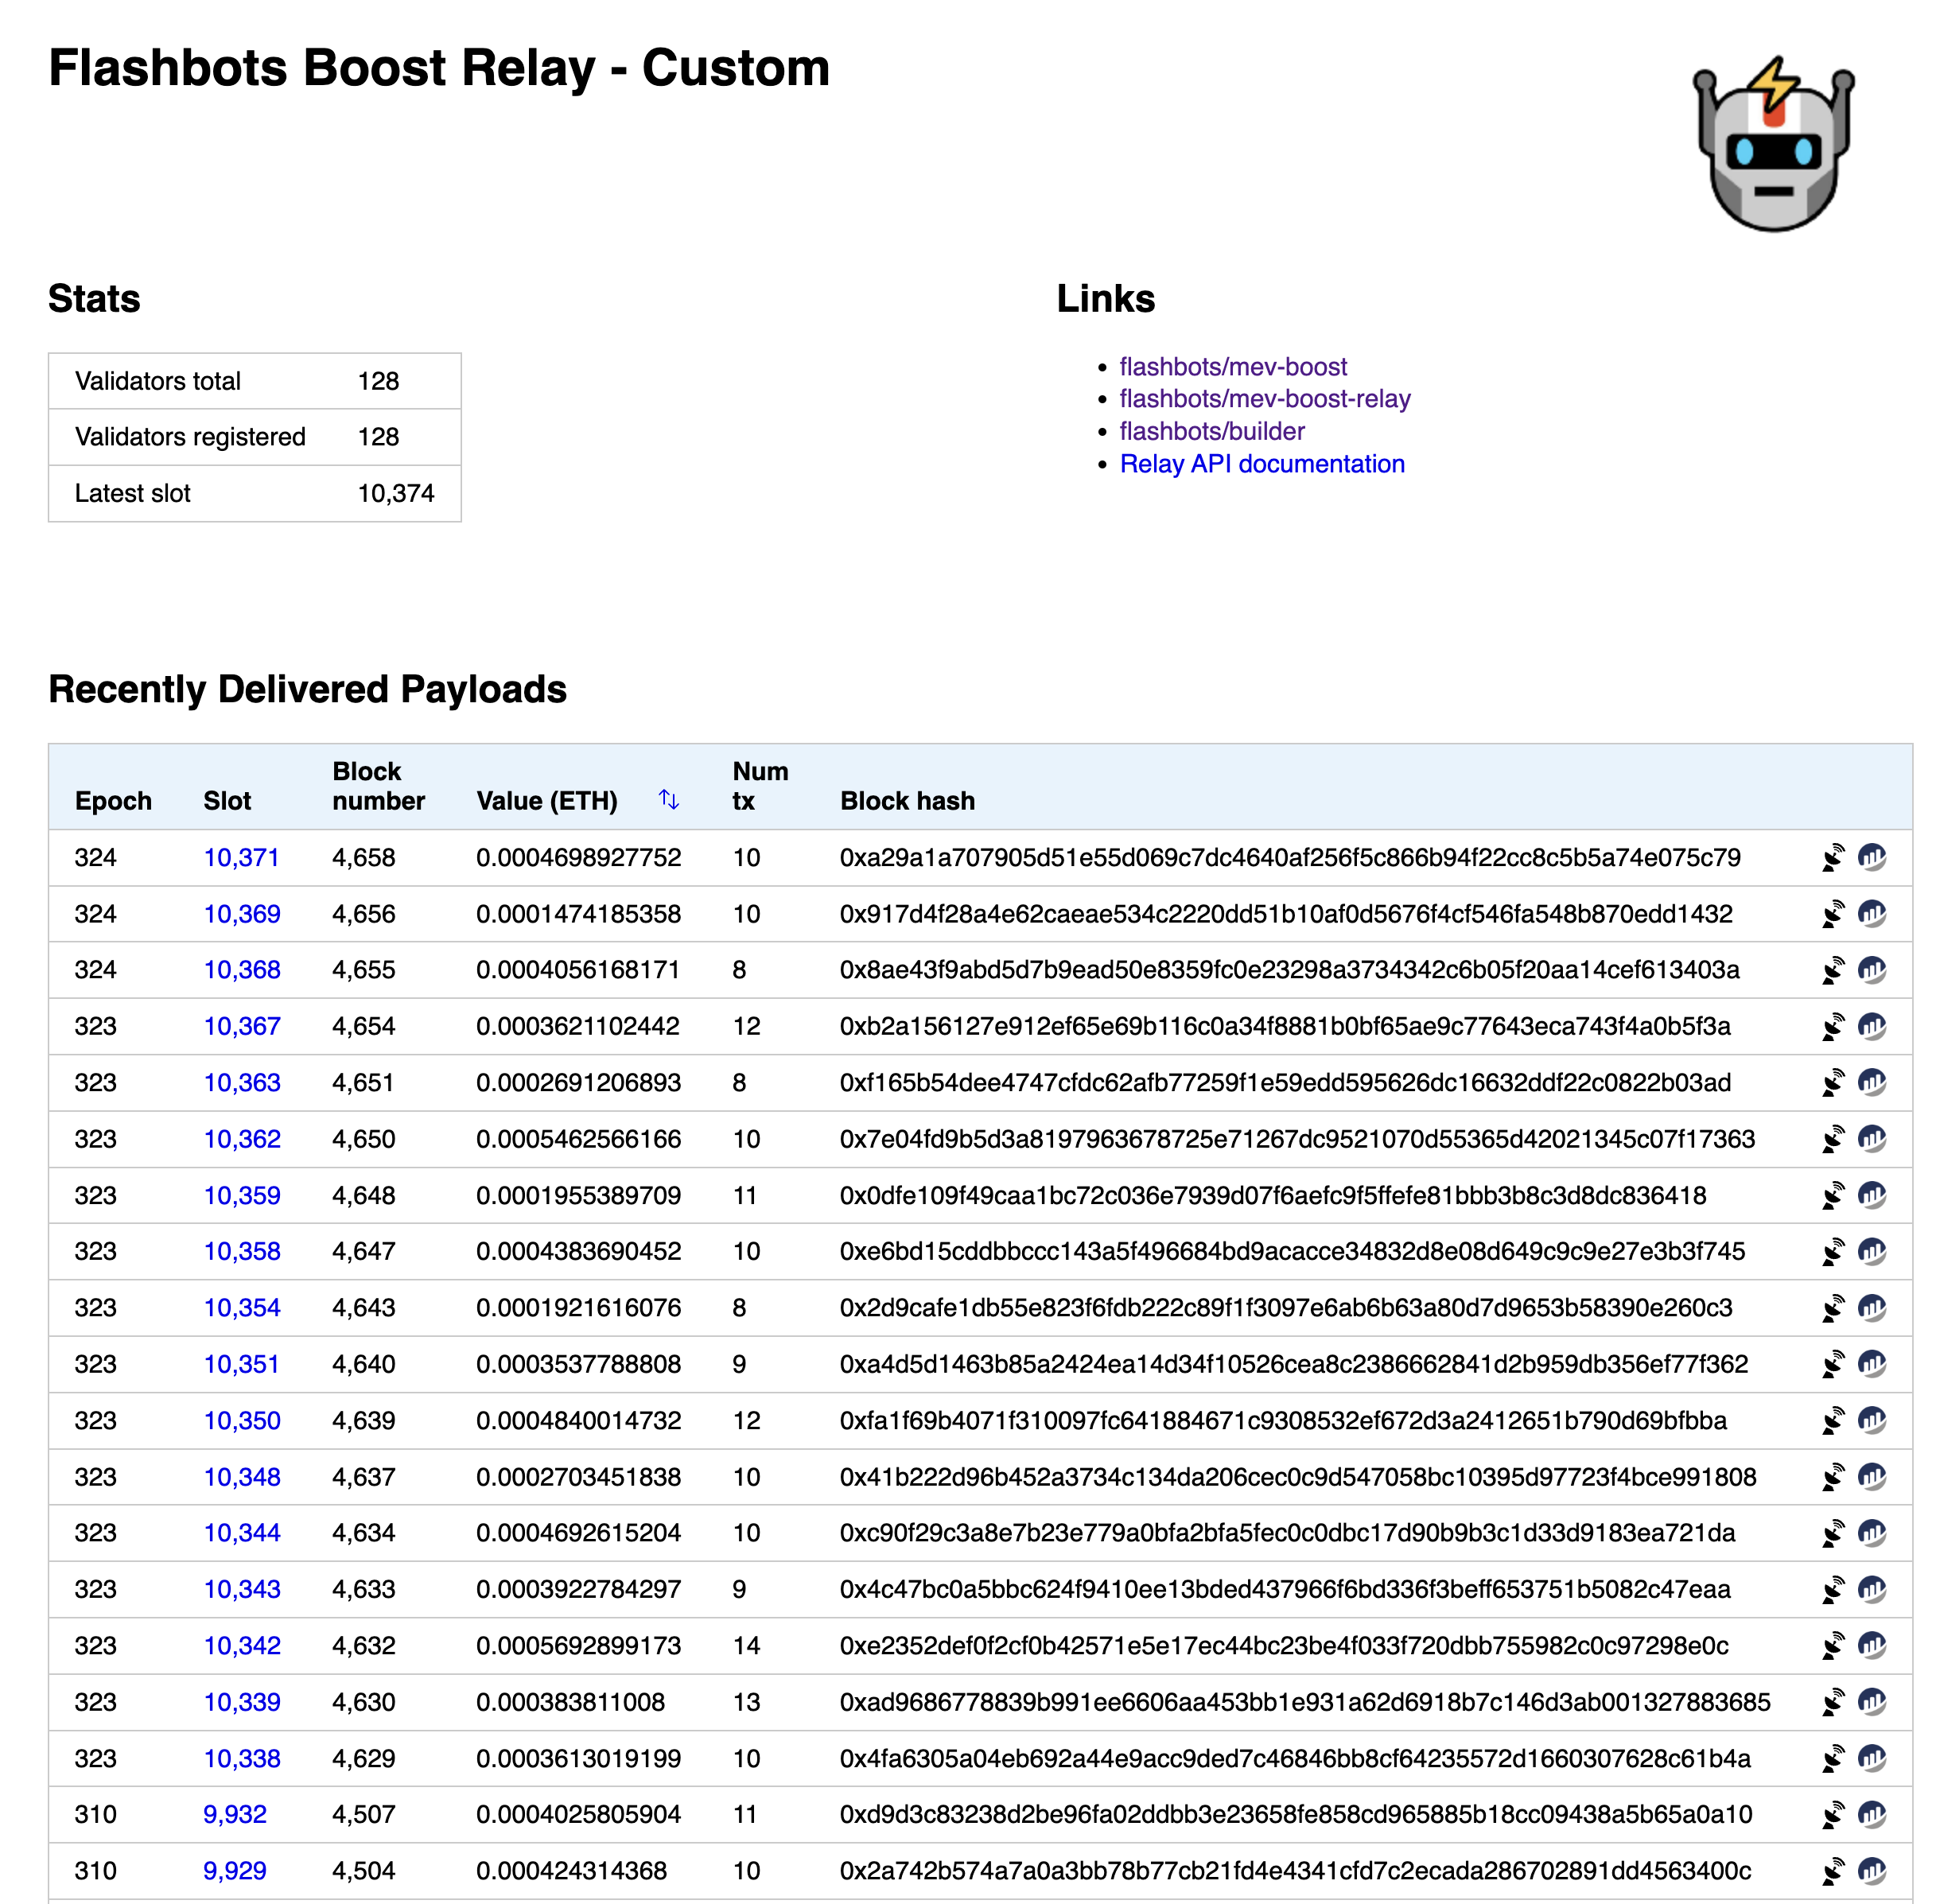 Flashbots Boost Relay - Custom
Stats
Validators total 128
Validators registered 128
Latest slot 10,374
Links
flashbots/mev-boost
flashbots/mev-boost-relay
flashbots/builder
Relay API documentation
Recently Delivered Payloads
Epoch Slot Block number Value (ETH) Num tx Block hash
324 10,371 4,658 0.0004698927752 10 0xa29a1a707905d51e55d069c7dc4640af256f5c866b94f22cc8c5b5a74e075c79
324 10,369 4,656 0.0001474185358 10 0x917d4f28a4e62caeae534c2220dd51b10af0d5676f4cf546fa548b870edd1432
324 10,368 4,655 0.0004056168171 8 0x8ae43f9abd5d7b9ead50e8359fc0e23298a3734342c6b05f20aa14cef613403a
323 10,367 4,654 0.0003621102442 12 0xb2a156127e912ef65e69b116c0a34f8881b0bf65ae9c77643eca743f4a0b5f3a
323 10,363 4,651 0.0002691206893 8 0xf165b54dee4747cfdc62afb77259f1e59edd595626dc16632ddf22c0822b03ad
323 10,362 4,650 0.0005462566166 10 0x7e04fd9b5d3a8197963678725e71267dc9521070d55365d42021345c07f17363
323 10,359 4,648 0.0001955389709 11 0x0dfe109f49caa1bc72c036e7939d07f6aefc9f5ffefe81bbb3b8c3d8dc836418
323 10,358 4,647 0.0004383690452 10 0xe6bd15cddbbccc143a5f496684bd9acacce34832d8e08d649c9c9e27e3b3f745
323 10,354 4,643 0.0001921616076 8 0x2d9cafe1db55e823f6fdb222c89f1f3097e6ab6b63a80d7d9653b58390e260c3
323 10,351 4,640 0.0003537788808 9 0xa4d5d1463b85a2424ea14d34f10526cea8c2386662841d2b959db356ef77f362
323 10,350 4,639 0.0004840014732 12 0xfa1f69b4071f310097fc641884671c9308532ef672d3a2412651b790d69bfbba
323 10,348 4,637 0.0002703451838 10 0x41b222d96b452a3734c134da206cec0c9d547058bc10395d97723f4bce991808
323 10,344 4,634 0.0004692615204 10 0xc90f29c3a8e7b23e779a0bfa2bfa5fec0c0dbc17d90b9b3c1d33d9183ea721da
323 10,343 4,633 0.0003922784297 9 0x4c47bc0a5bbc624f9410ee13bded437966f6bd336f3beff653751b5082c47eaa
323 10,342 4,632 0.0005692899173 14 0xe2352def0f2cf0b42571e5e17ec44bc23be4f033f720dbb755982c0c97298e0c
323 10,339 4,630 0.000383811008 13 0xad9686778839b991ee6606aa453bb1e931a62d6918b7c146d3ab001327883685
323 10,338 4,629 0.0003613019199 10 0x4fa6305a04eb692a44e9acc9ded7c46846bb8cf64235572d1660307628c61b4a
310 9,932 4,507 0.0004025805904 11 0xd9d3c83238d2be96fa02ddbb3e23658fe858cd965885b18cc09438a5b65a0a10
310 9,929 4,504 0.000424314368 10 0x2a742b574a7a0a3bb78b77cb21fd4e4341cfd7c2ecada286702891dd4563400c